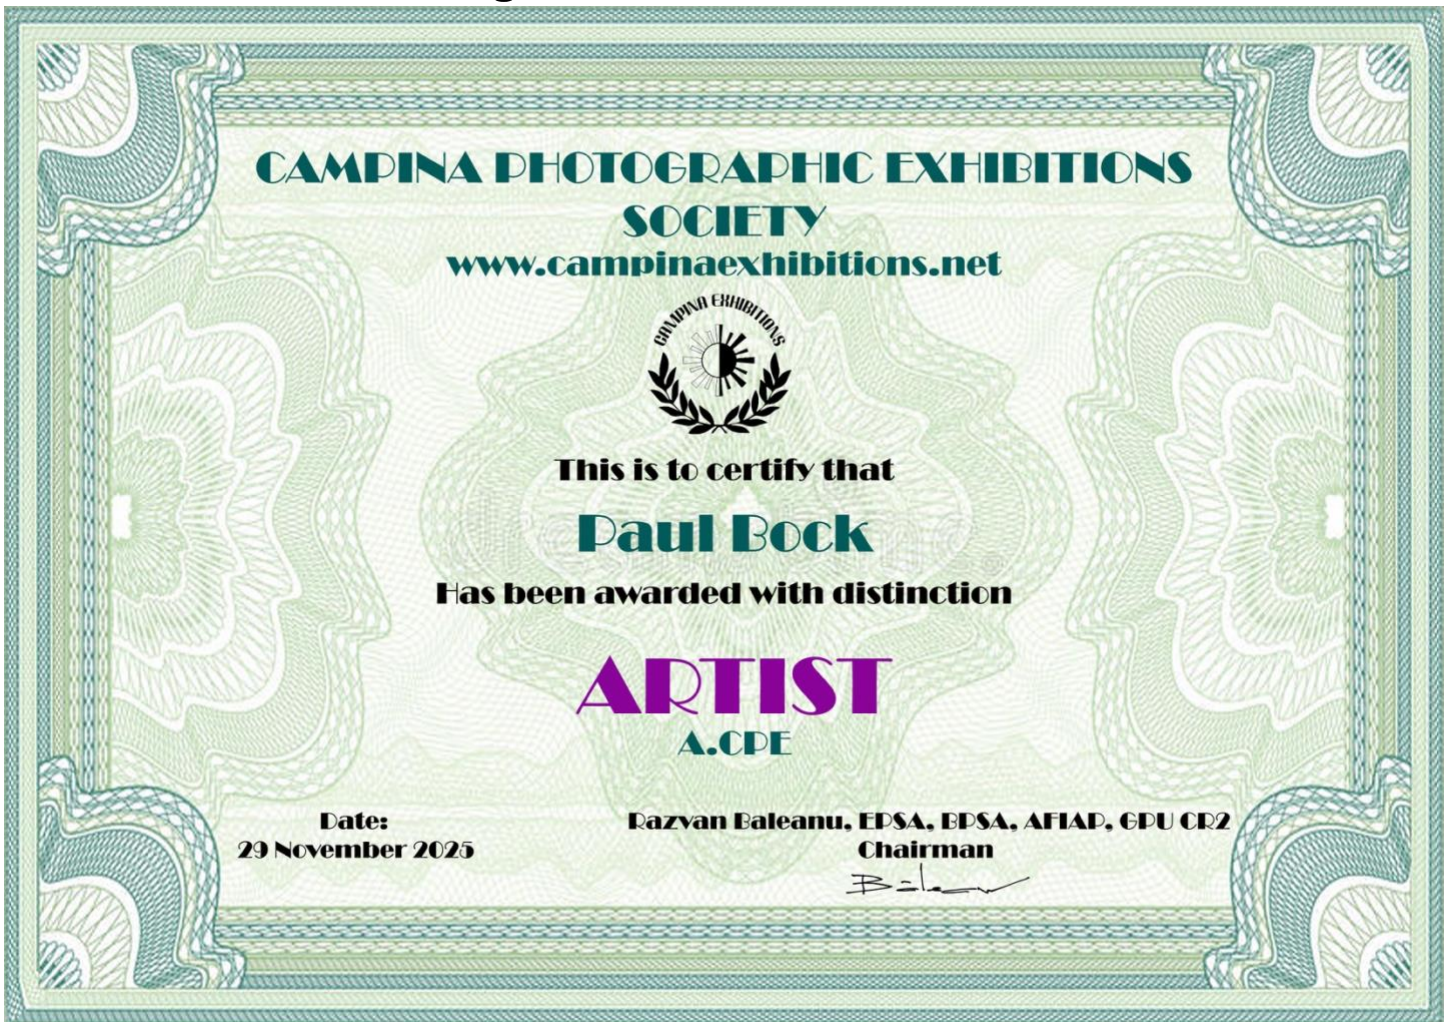 CAMPINA PHOTOGRAPHIC EXHIBITIONS
SOCIETY
www.campinaexhibitions.net
CAMPINA EXHIBITIONS
This is to certify that
Paul Bock
Has been awarded with distinction
ARTIST
A.CPE
Date:
29 November 2025
Razvan Baleanu, EPSA, BPSA, AFIAP, GPU CR2
Chairman